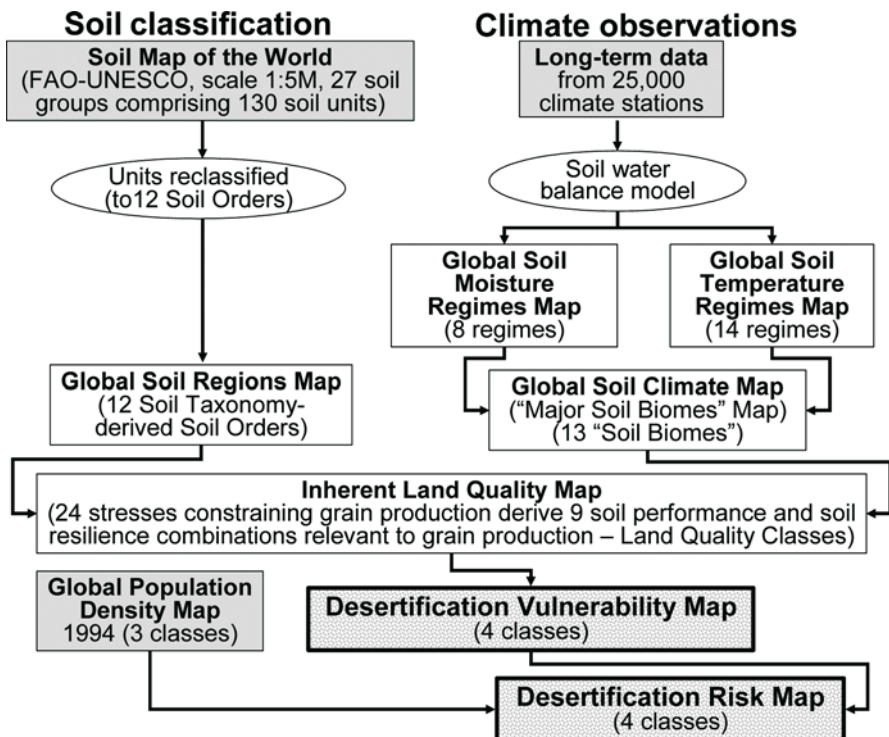 Soil classification
Soil Map of the World
(FAO-UNESCO, scale 1:5M, 27 soil
groups comprising 130 soil units)
Climate observations
Long-term data
from 25,000
climate stations
Units reclassified
(to12 Soil Orders)
Soil water
balance model
Global Soil
Moisture
Regimes Map
(8 regimes)
Global Soil
Temperature
Regimes Map
(14 regimes)
Global Soil Regions Map
(12 Soil Taxonomy-
derived Soil Orders)
Global Soil Climate Map
(“Major Soil Biomes” Map)
(13 “Soil Biomes”)
Inherent Land Quality Map
(24 stresses constraining grain production derive 9 soil performance and soil
resilience combinations relevant to grain production – Land Quality Classes)
Global Population
Density Map
1994 (3 classes)
Desertification Vulnerability Map
(4 classes)
Desertification Risk Map
(4 classes)